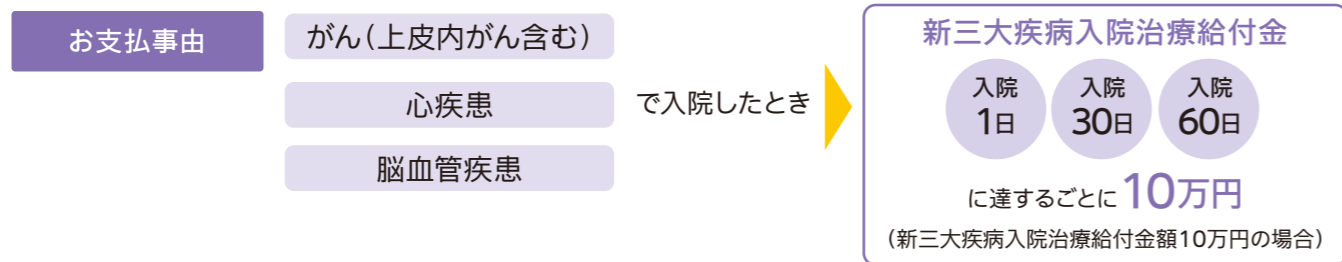 お支払事由
がん（上皮内がん含む）
心疾患
脳血管疾患
で入院したとき
新三大疾病入院治療給付金
入院
1日
入院
30日
入院
60日
に達するごとに10万円
（新三大疾病入院治療給付金額10万円の場合）